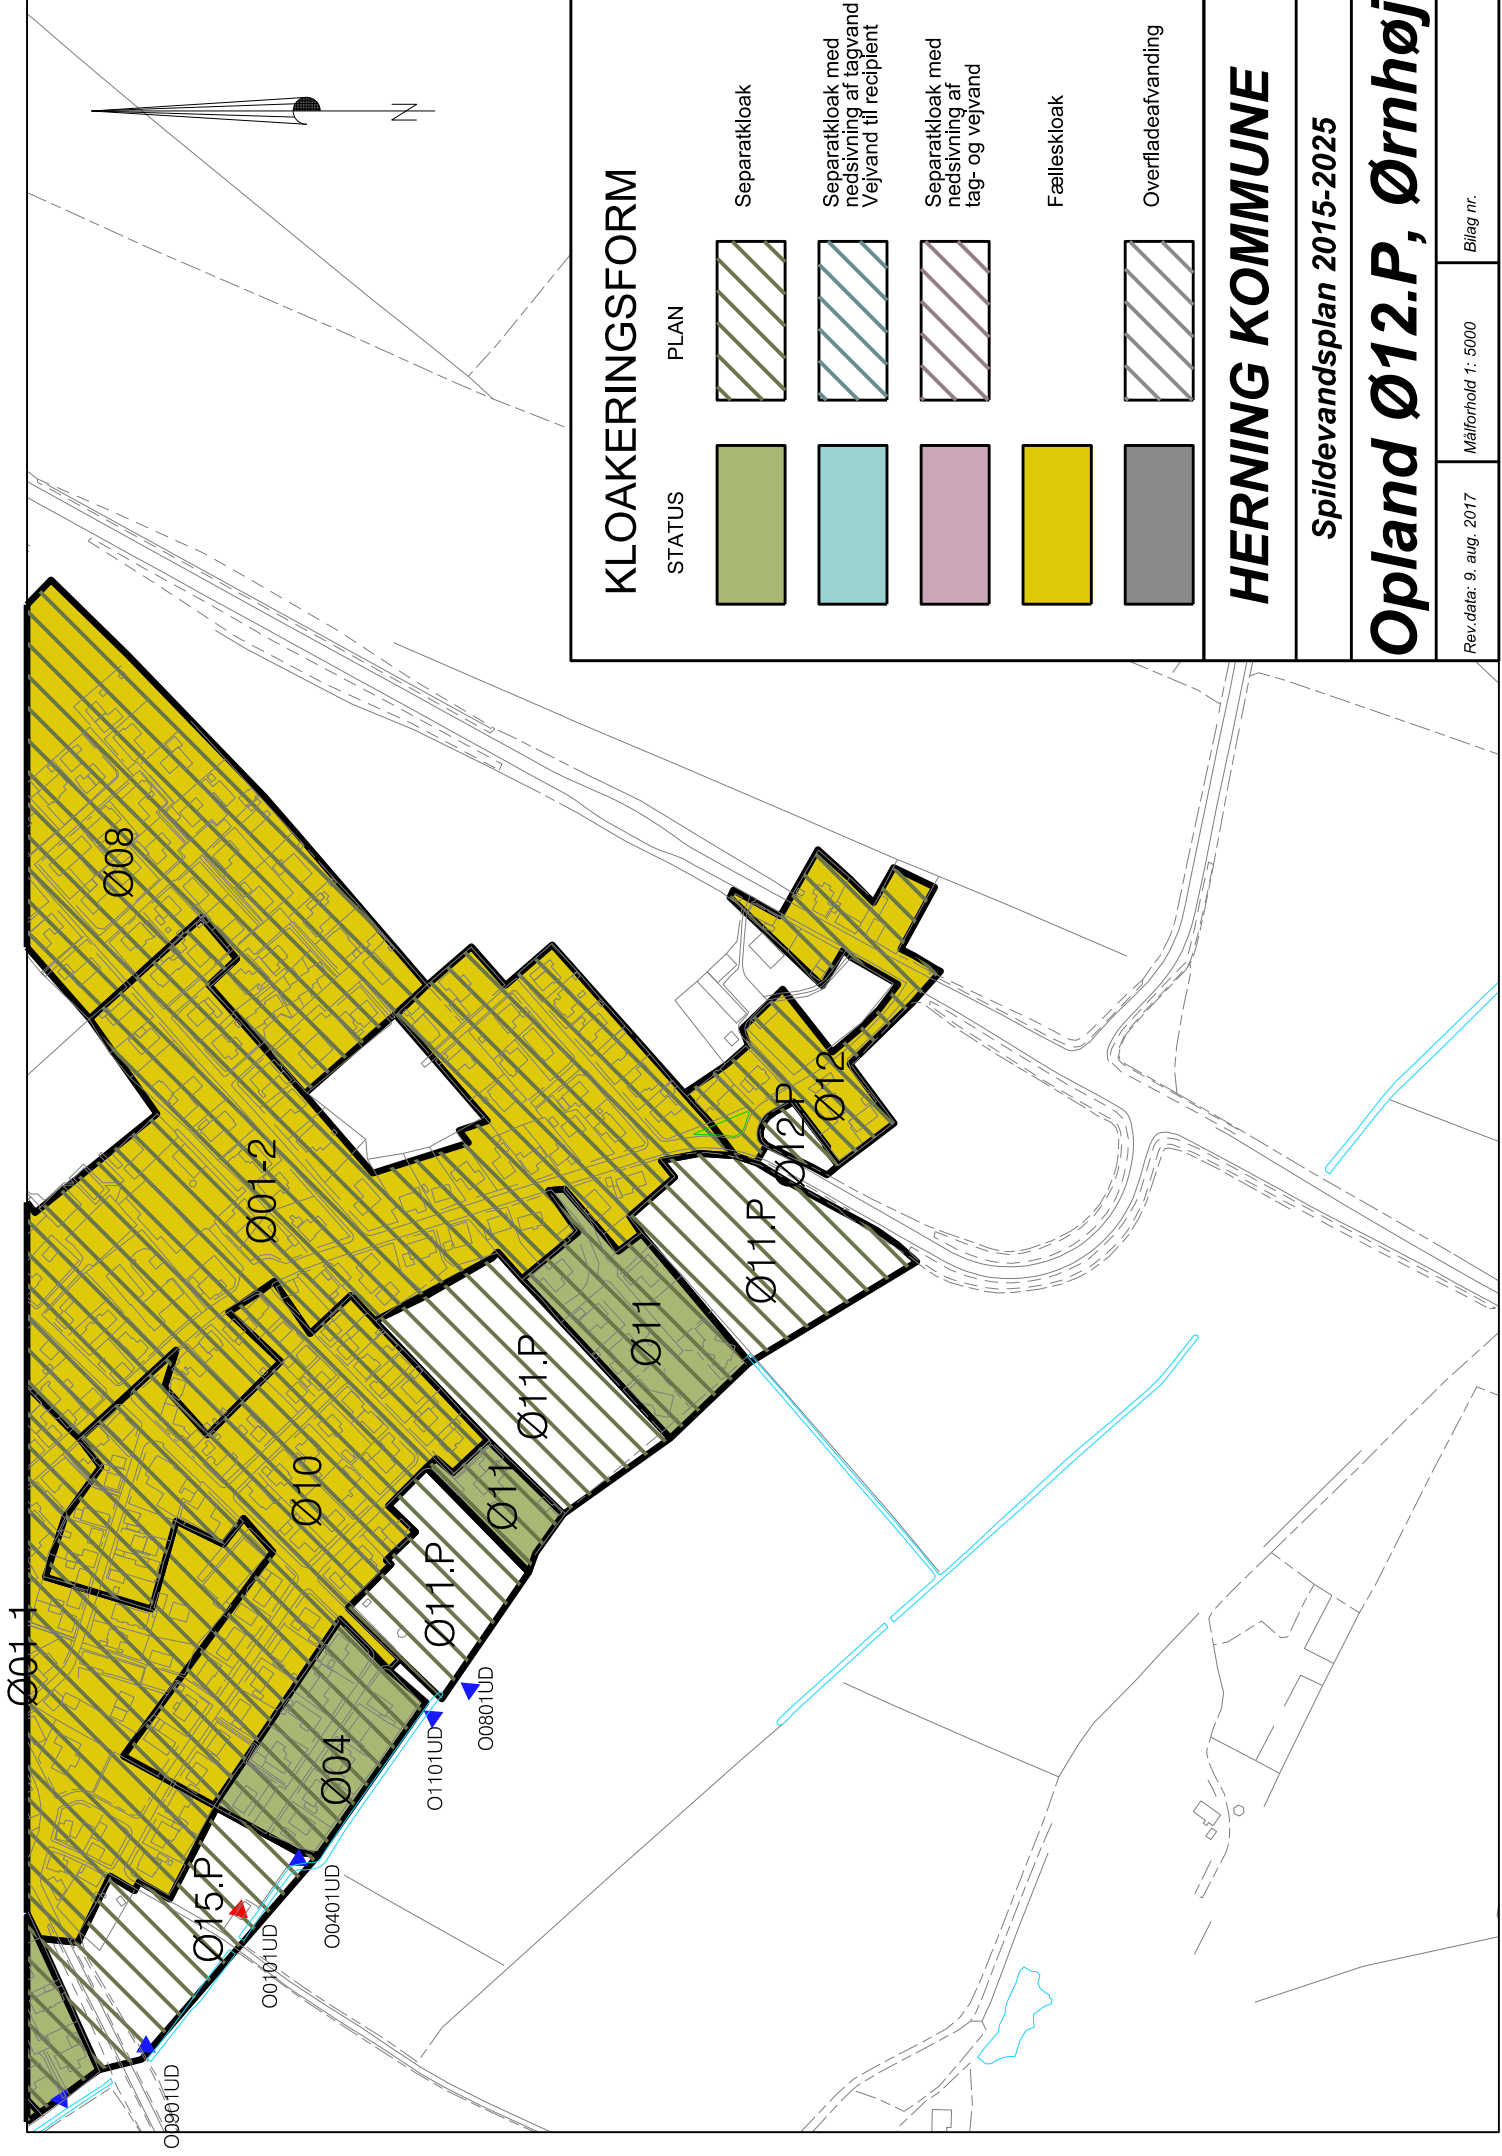 N
KLOAKERINGSFORM
STATUS
PLAN
Separatkloak
Separatkloak med
nedsivning af tagvand
Vejvand til recipient
Separatkloak med
nedsivning af
tag- og vejvand
Fælleskloak
Overfladeafvanding
HERNING KOMMUNE
Spildevandsplan 2015-2025
Opland Ø12.P, Ørnhøj
Rev.data: 9. aug. 2017
Målforhold 1: 5000
Bilag nr.
Ø08
Ø01-2
Ø01-1
Ø10
Ø12
Ø12.P
Ø11.P
Ø11
Ø11.P
Ø11
Ø11.P
Ø04
Ø15.P
O0801UD
O1101UD
O0401UD
O0101UD
O0901UD